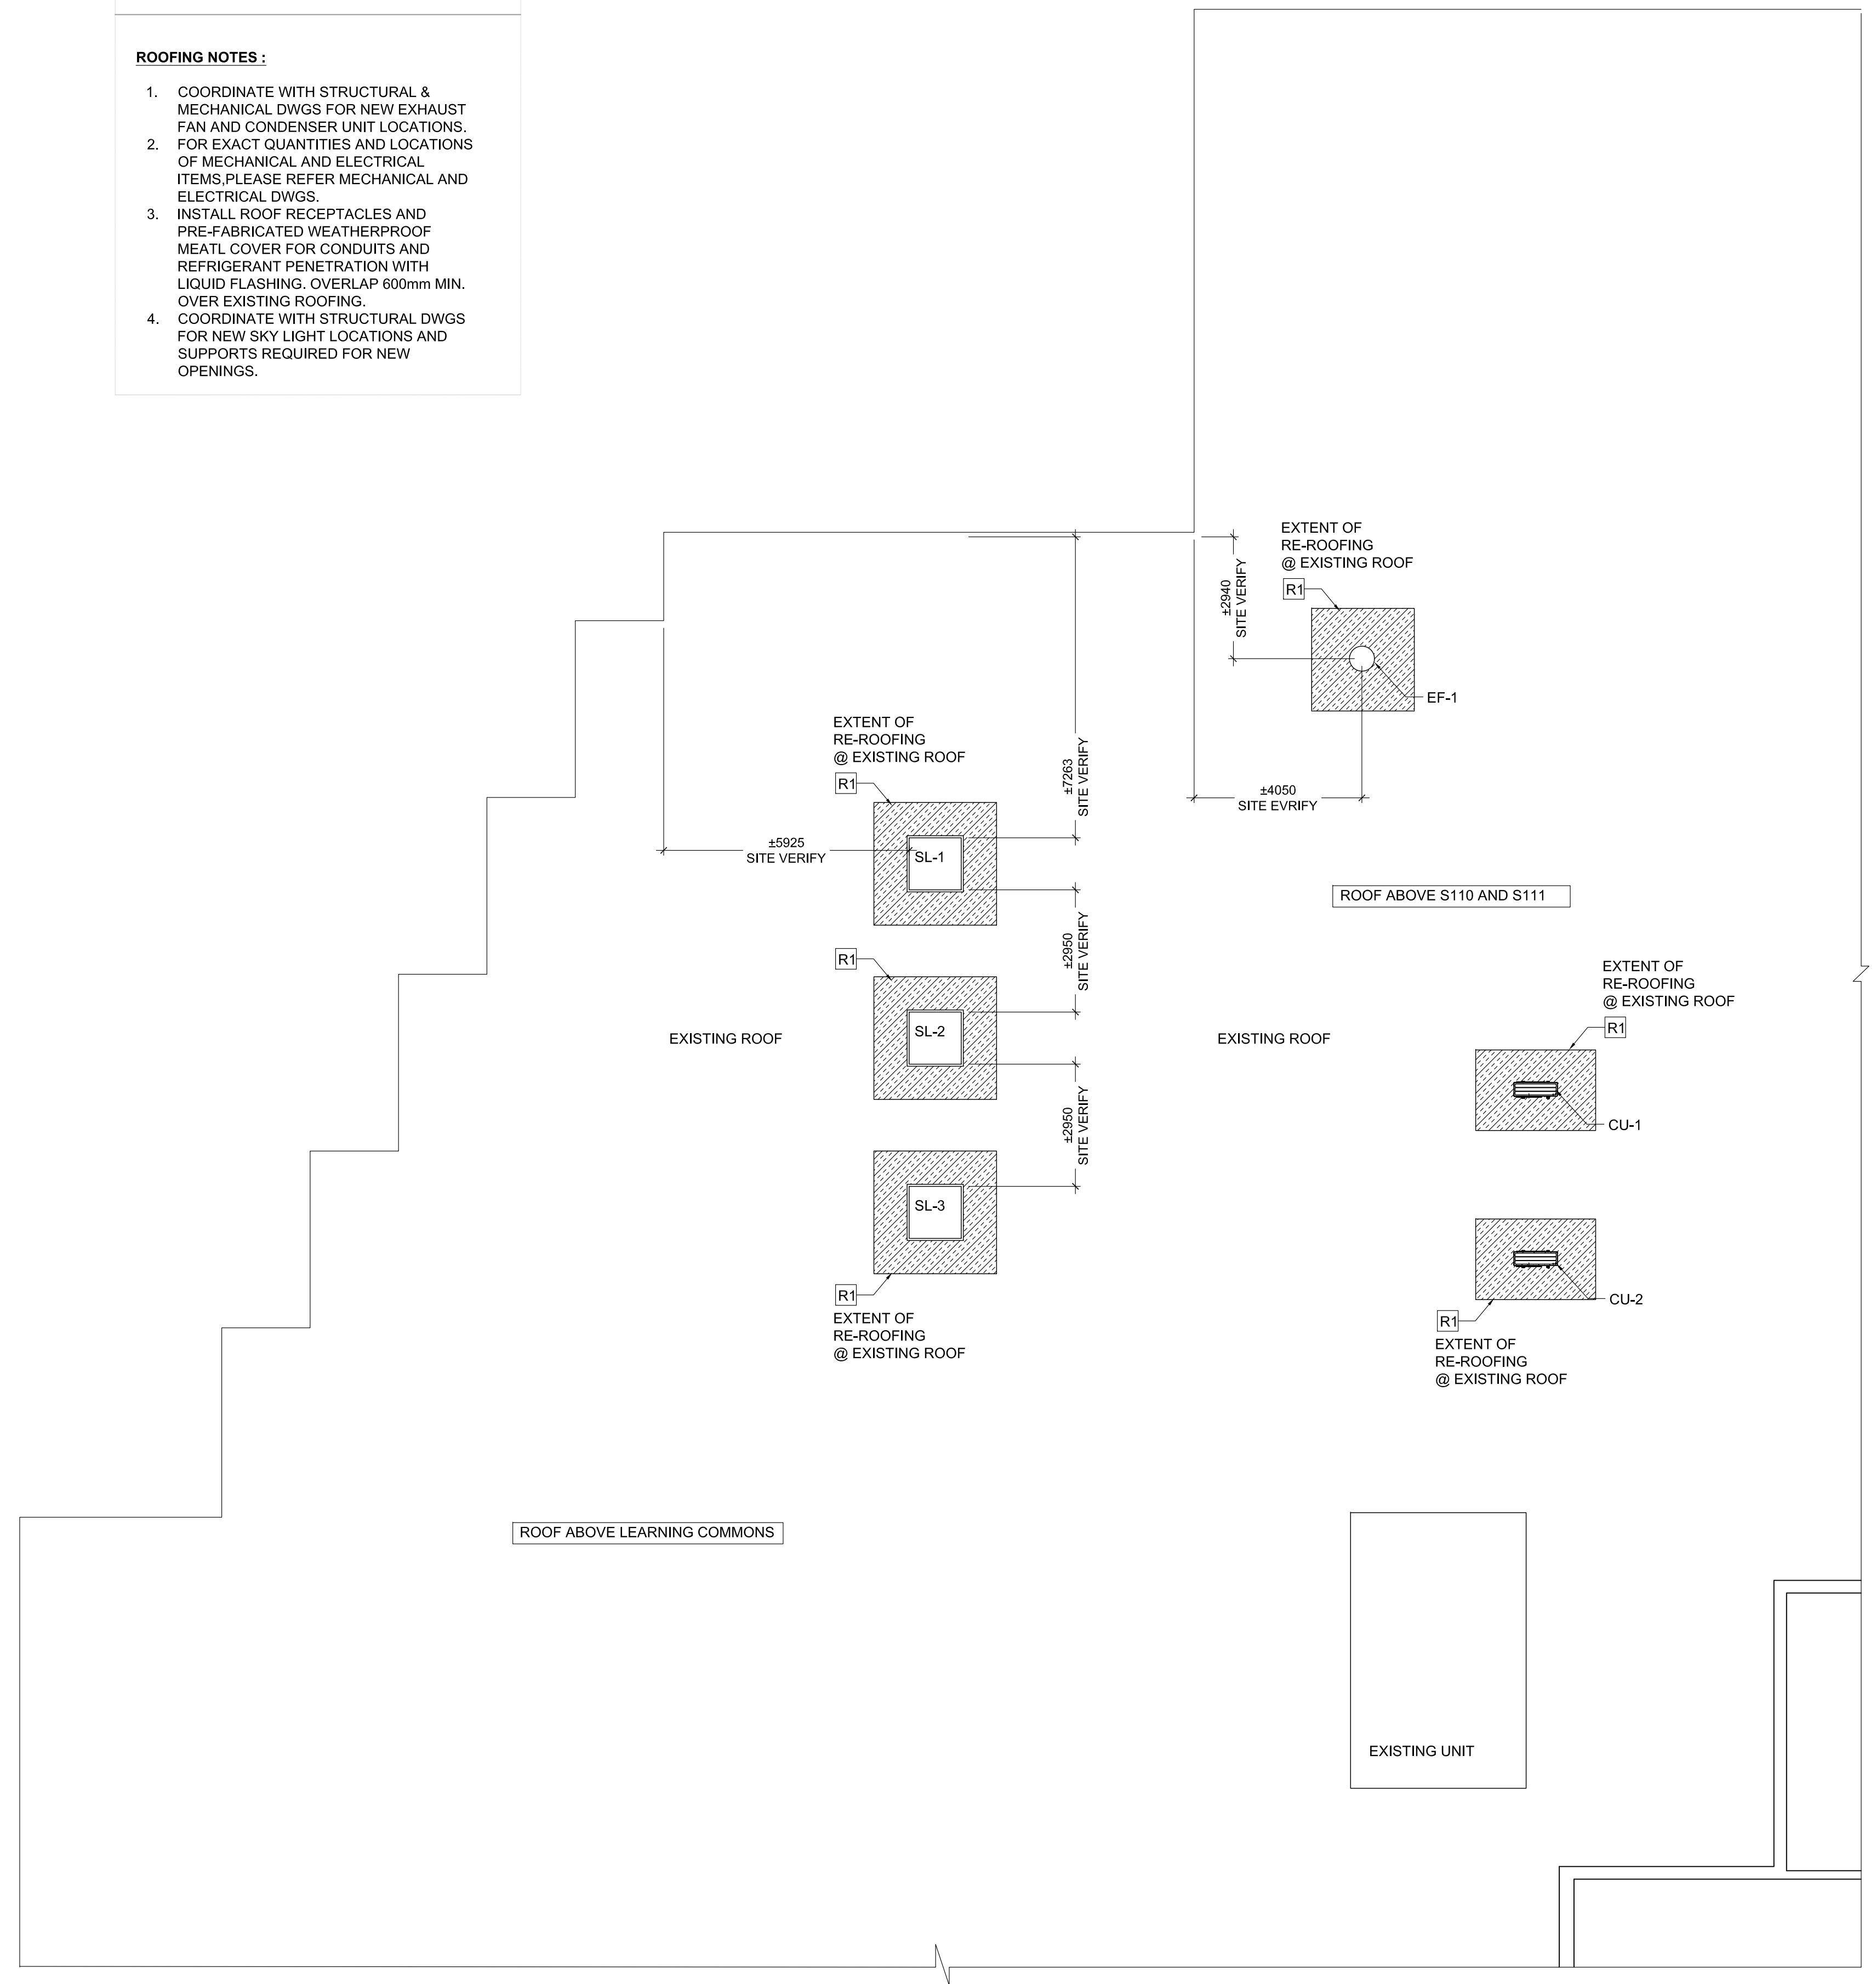 ROOFING NOTES :
1. COORDINATE WITH STRUCTURAL &
MECHANICAL DWGS FOR NEW EXHAUST
FAN AND CONDENSER UNIT LOCATIONS.
2. FOR EXACT QUANTITIES AND LOCATIONS
OF MECHANICAL AND ELECTRICAL
ITEMS,PLEASE REFER MECHANICAL AND
ELECTRICAL DWGS.
3. INSTALL ROOF RECEPTACLES AND
PRE-FABRICATED WEATHERPROOF
MEATL COVER FOR CONDUITS AND
REFRIGERANT PENETRATION WITH
LIQUID FLASHING. OVERLAP 600mm MIN.
OVER EXISTING ROOFING.
4. COORDINATE WITH STRUCTURAL DWGS
FOR NEW SKY LIGHT LOCATIONS AND
SUPPORTS REQUIRED FOR NEW
OPENINGS.
EXTENT OF
RE-ROOFING
@ EXISTING ROOF
R1
±2940
SITE VERIFY
EF-1
EXTENT OF
RE-ROOFING
@ EXISTING ROOF
R1
±7263
SITE VERIFY
±4050
SITE EVRIFY
±5925
SITE VERIFY
SL-1
ROOF ABOVE S110 AND S111
±2950
SITE VERIFY
R1
SL-2
EXISTING ROOF
EXISTING ROOF
EXTENT OF
RE-ROOFING
@ EXISTING ROOF
R1
CU-1
±2950
SITE VERIFY
SL-3
R1
EXTENT OF
RE-ROOFING
@ EXISTING ROOF
CU-2
R1
EXTENT OF
RE-ROOFING
@ EXISTING ROOF
ROOF ABOVE LEARNING COMMONS
EXISTING UNIT